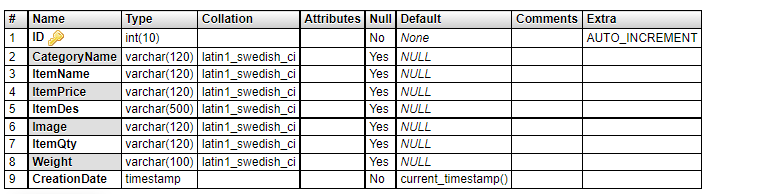 # Name Type Collation Attributes Null Default Comments Extra
1 ID int(10) No None AUTO_INCREMENT
2 CategoryName varchar(120) latin1_swedish_ci Yes NULL
3 ItemName varchar(120) latin1_swedish_ci Yes NULL
4 ItemPrice varchar(120) latin1_swedish_ci Yes NULL
5 ItemDes varchar(500) latin1_swedish_ci Yes NULL
6 Image varchar(120) latin1_swedish_ci Yes NULL
7 ItemQty varchar(120) latin1_swedish_ci Yes NULL
8 Weight varchar(100) latin1_swedish_ci Yes NULL
9 CreationDate timestamp No current_timestamp()